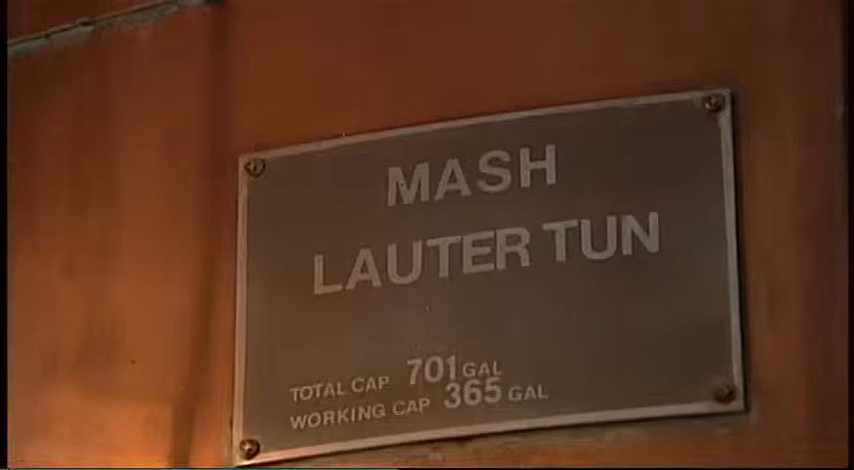 MASH
LAUTER TUN
TOTAL CAP 701 GAL
WORKING CAP 365 GAL